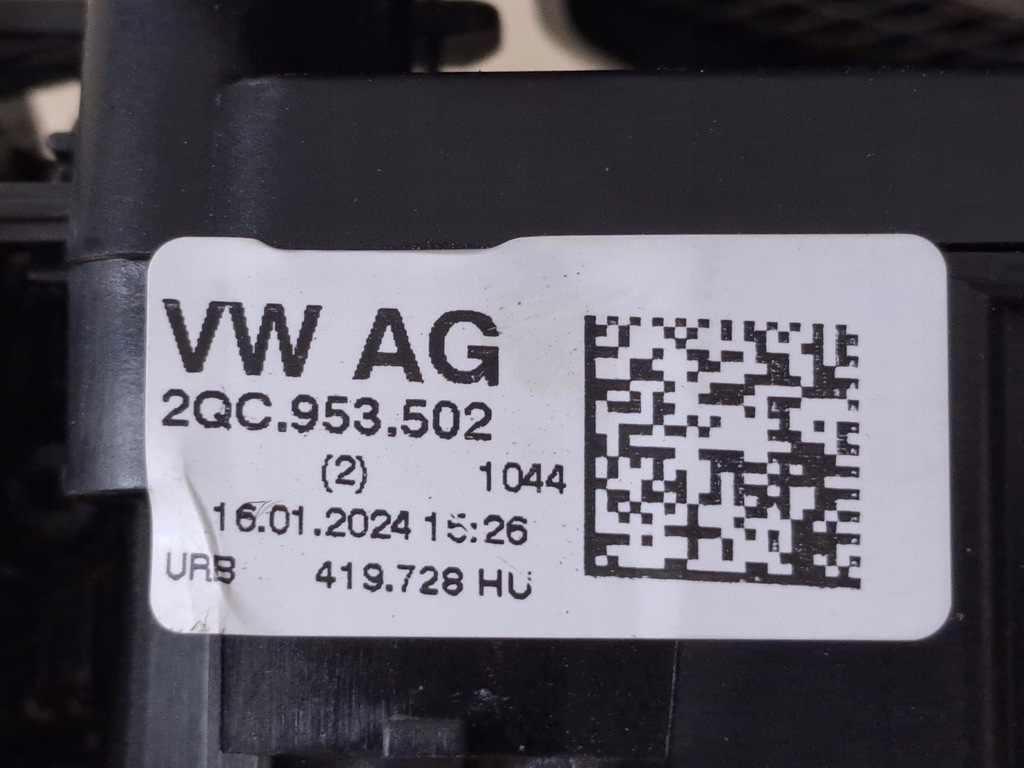 VW AG
2QC.953.502
(2) 1044
16.01.2024 15:26
URB 419.728 HU